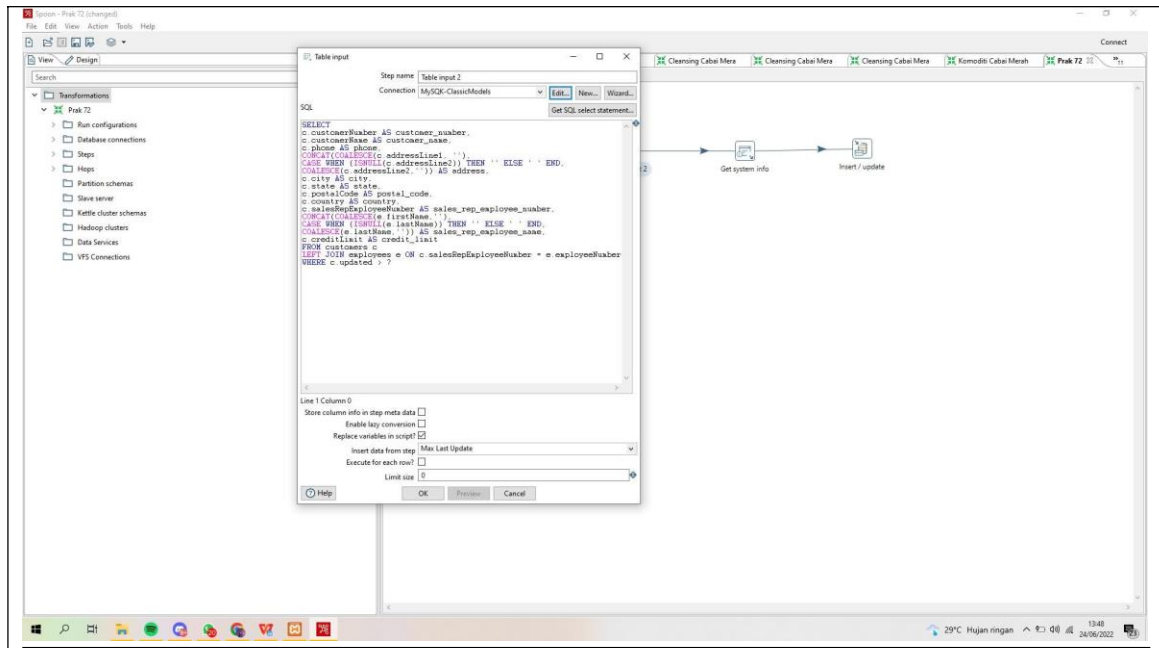 Spoon - Prak 72 (changed)
File Edit View Action Tools Help
Connect
View Design
Search
Transformations
Prak 72
Run configurations
Database connections
Steps
Hops
Partition schemas
Slave server
Kettle cluster schemas
Hadoop clusters
Data Services
VFS Connections
Cleansing Cabai Mera Cleansing Cabai Mera Cleansing Cabai Mera Komoditi Cabai Merah Prak 72 11
Table input
Step name Table input 2
Connection MySQK-ClassicModels Edit... New... Wizard...
SQL Get SQL select statement...
SELECT
c.customerNumber AS customer_number,
c.customerName AS customer_name,
c.phone AS phone,
CONCAT(COALESCE(c.addressLine1, ''),
CASE WHEN (ISNULL(c.addressLine2)) THEN '' ELSE ' ' END,
COALESCE(c.addressLine2,'')) AS address,
c.city AS city,
c.state AS state,
c.postalCode AS postal_code,
c.country AS country,
c.salesRepEmployeeNumber AS sales_rep_employee_number,
CONCAT(COALESCE(e.firstName,''),
CASE WHEN (ISNULL(e.lastName)) THEN '' ELSE ' ' END,
COALESCE(e.lastName,'')) AS sales_rep_employee_name,
c.creditLimit AS credit_limit
FROM customers c
LEFT JOIN employees e ON c.salesRepEmployeeNumber = e.employeeNumber
WHERE c.updated > ?
Line 1 Column 0
Store column info in step meta data
Enable lazy conversion
Replace variables in script?
Insert data from step Max Last Update
Execute for each row?
Limit size 0
Help OK Preview Cancel
2 Get system info Insert / update
29°C Hujan ringan 13:48
24/06/2022